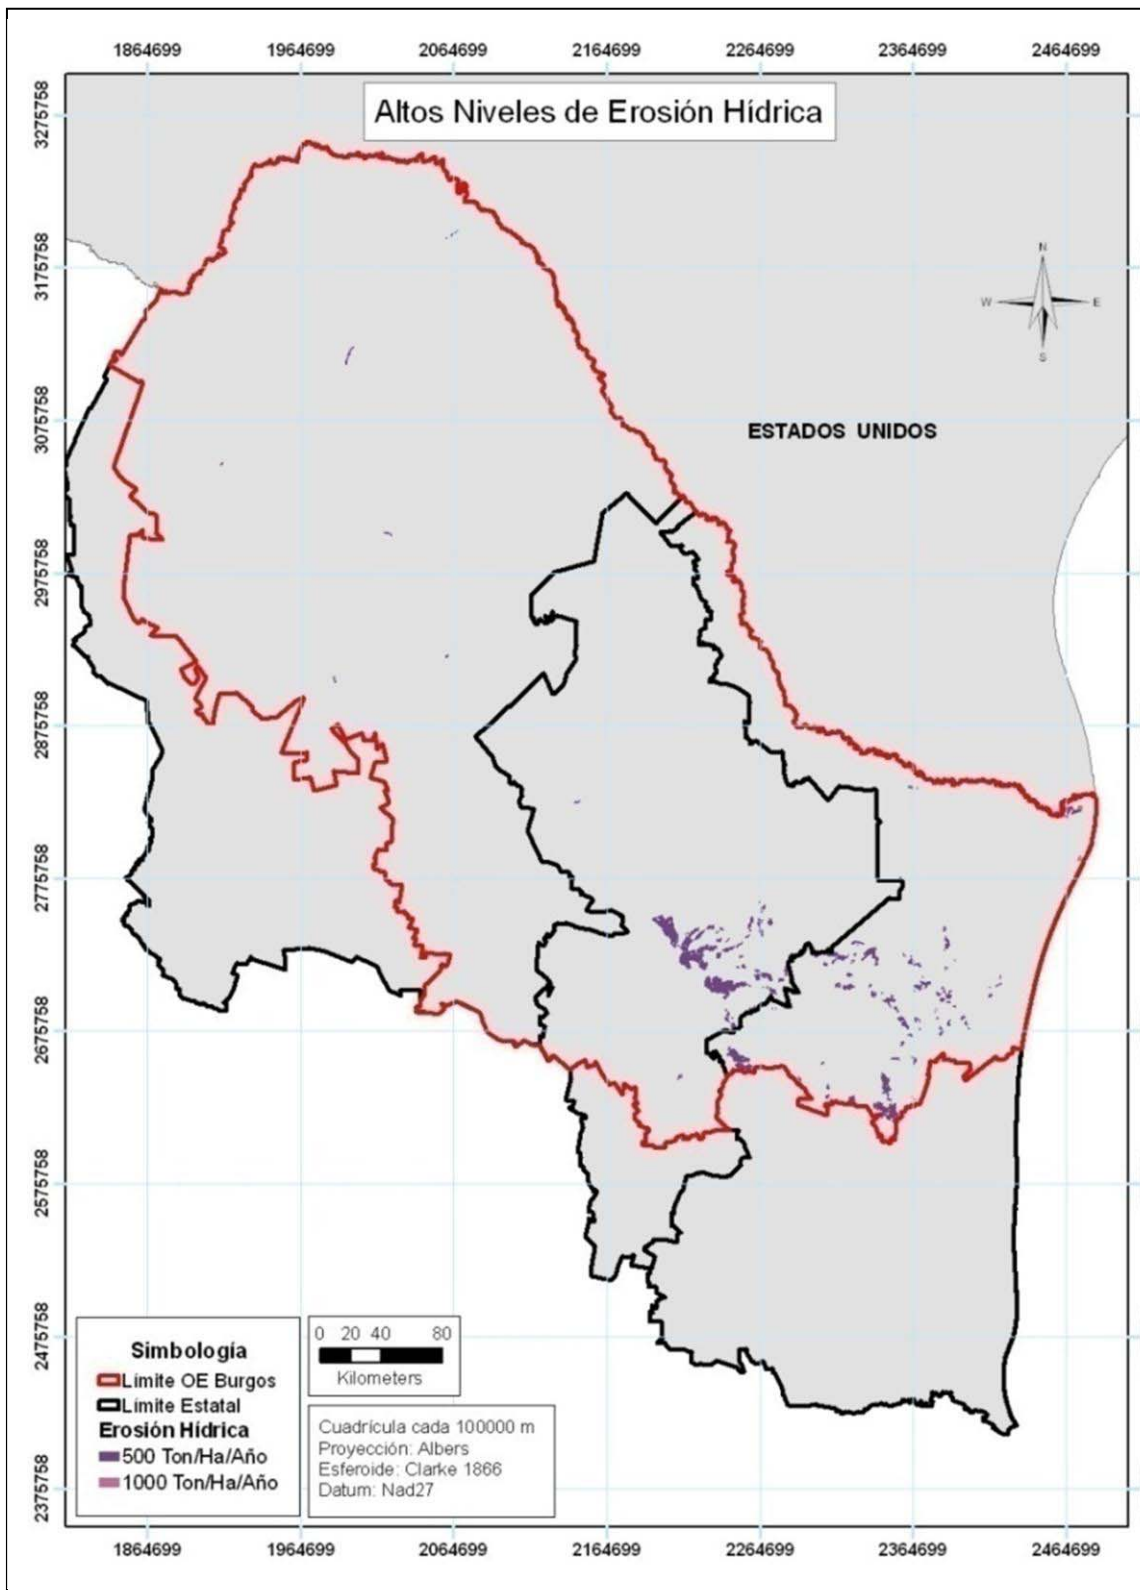 1864699 1964699 2064699 2164699 2264699 2364699 2464699
Altos Niveles de Erosión Hídrica
3275758
3175758
3075758
2975758
2875758
2775758
2675758
2575758
2475758
2375758
N
W E
S
ESTADOS UNIDOS
Simbología
Límite OE Burgos
Límite Estatal
Erosión Hídrica
500 Ton/Ha/Año
1000 Ton/Ha/Año
0 20 40 80
Kilometers
Cuadrícula cada 100000 m
Proyección: Albers
Esferoide: Clarke 1866
Datum: Nad27
1864699 1964699 2064699 2164699 2264699 2364699 2464699